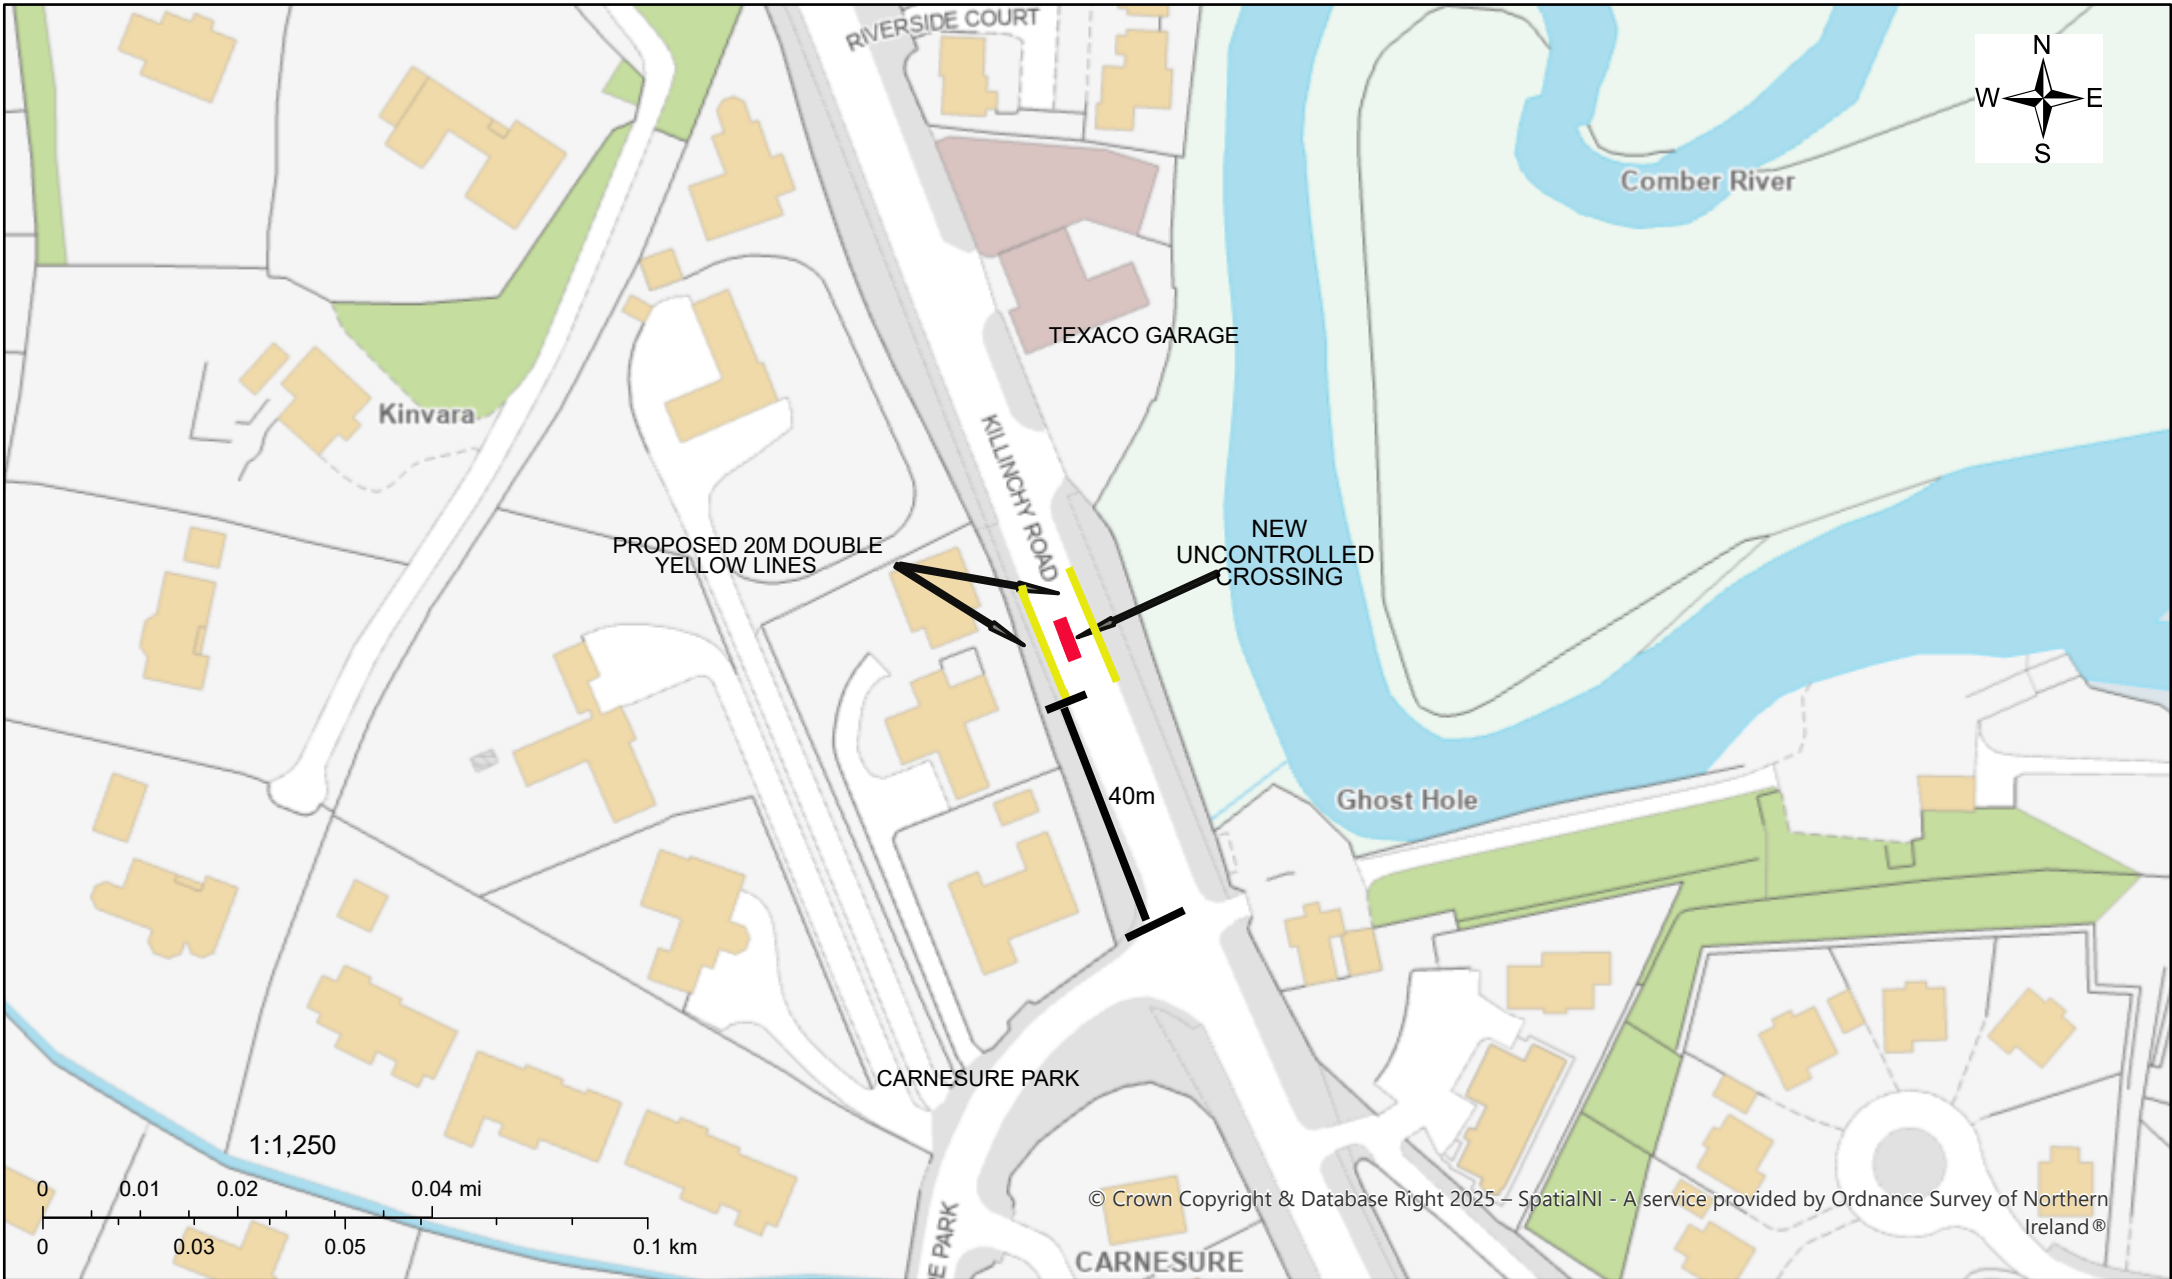 RIVERSIDE COURT
N
W E
S
Comber River
TEXACO GARAGE
Kinvara
KILLINCHY ROAD
PROPOSED 20M DOUBLE
YELLOW LINES
NEW
UNCONTROLLED
CROSSING
40m
Ghost Hole
CARNESURE PARK
1:1,250
0 0.01 0.02 0.04 mi
0 0.03 0.05 0.1 km
E PARK
CARNESURE
© Crown Copyright & Database Right 2025 – SpatialNI - A service provided by Ordnance Survey of Northern
Ireland®